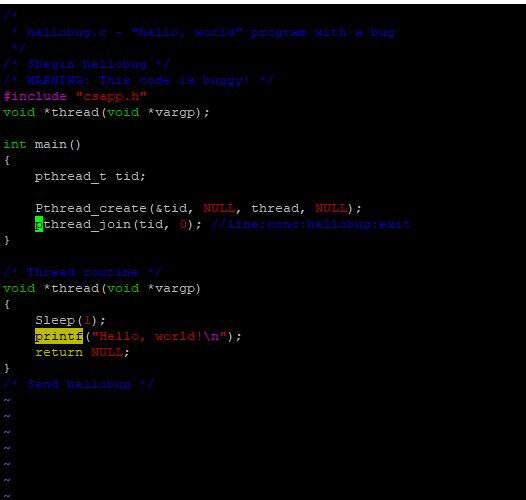 /*
 * hellobug.c - "hello, world" program with a bug
 */
/* $begin hellobug */
/* WARNING: This code is buggy! */
#include "csapp.h"
void *thread(void *vargp);
int main()
{
    pthread_t tid;
    Pthread_create(&tid, NULL, thread, NULL);
    pthread_join(tid, 0); //line:conc:hellobug:exit
}
/* Thread routine */
void *thread(void *vargp)
{
    Sleep(1);
    printf("Hello, world!\n");
    return NULL;
}
/* $end hellobug */
~
~
~
~
~
~
~